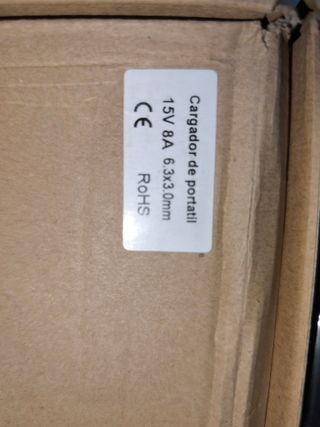 Cargador de portatil
15V 8A 6.3x3.0mm
CE RoHS